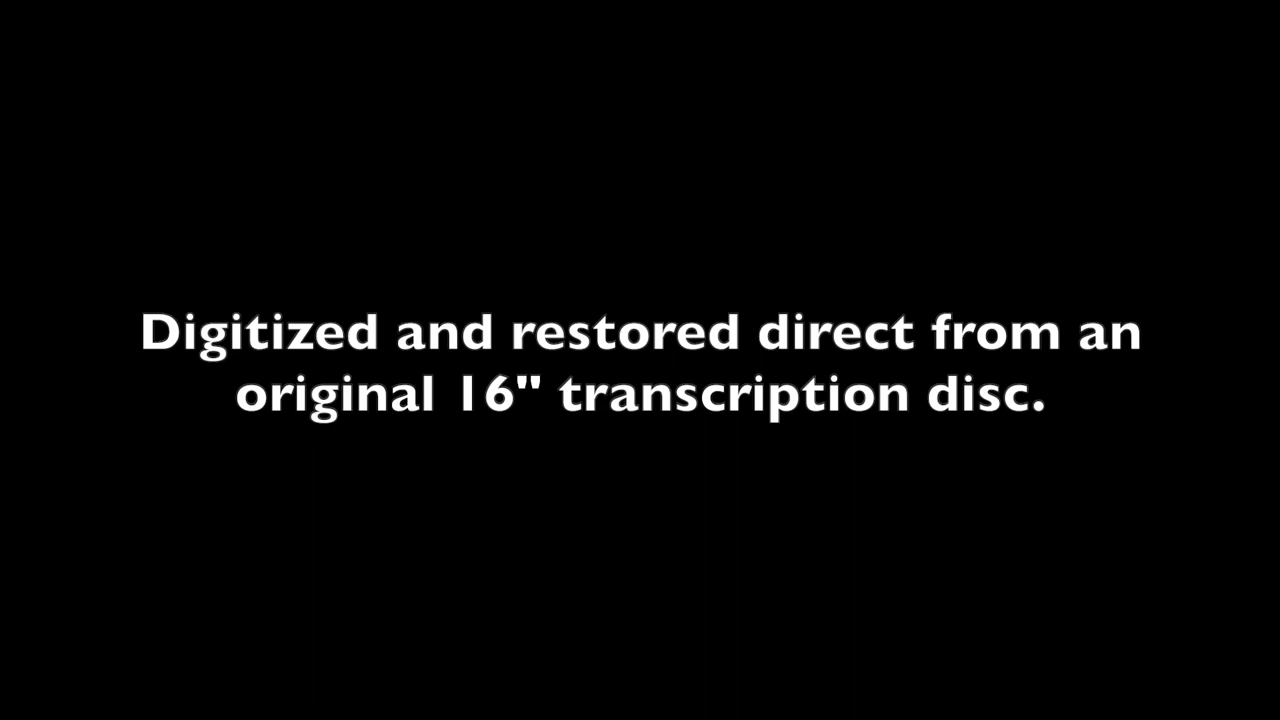 Digitized and restored direct from an
original 16" transcription disc.